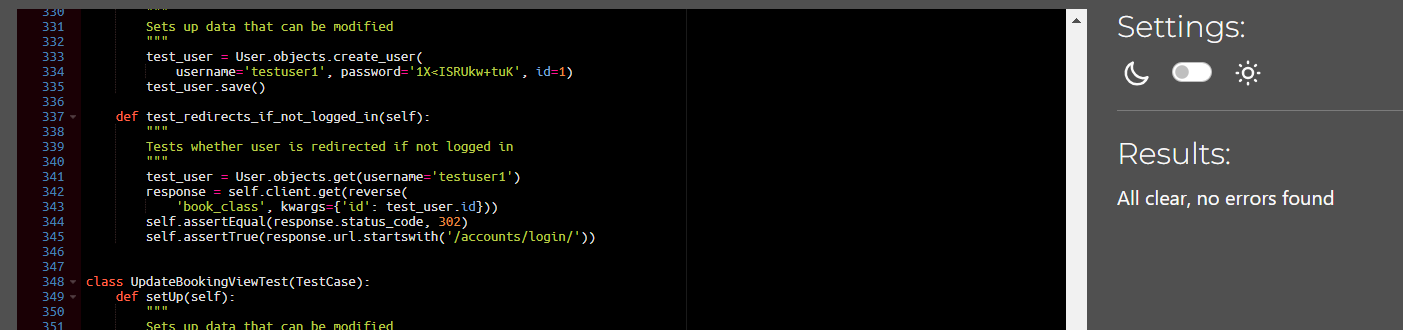 330 """
331 Sets up data that can be modified
332 """
333 test_user = User.objects.create_user(
334 username='testuser1', password='1X<ISRUkw+tuK', id=1)
335 test_user.save()
336
337 def test_redirects_if_not_logged_in(self):
338 """
339 Tests whether user is redirected if not logged in
340 """
341 test_user = User.objects.get(username='testuser1')
342 response = self.client.get(reverse(
343 'book_class', kwargs={'id': test_user.id}))
344 self.assertEqual(response.status_code, 302)
345 self.assertTrue(response.url.startswith('/accounts/login/'))
346
347
348 class UpdateBookingViewTest(TestCase):
349 def setUp(self):
350 """
351 Sets up data that can be modified
Settings:
Results:
All clear, no errors found